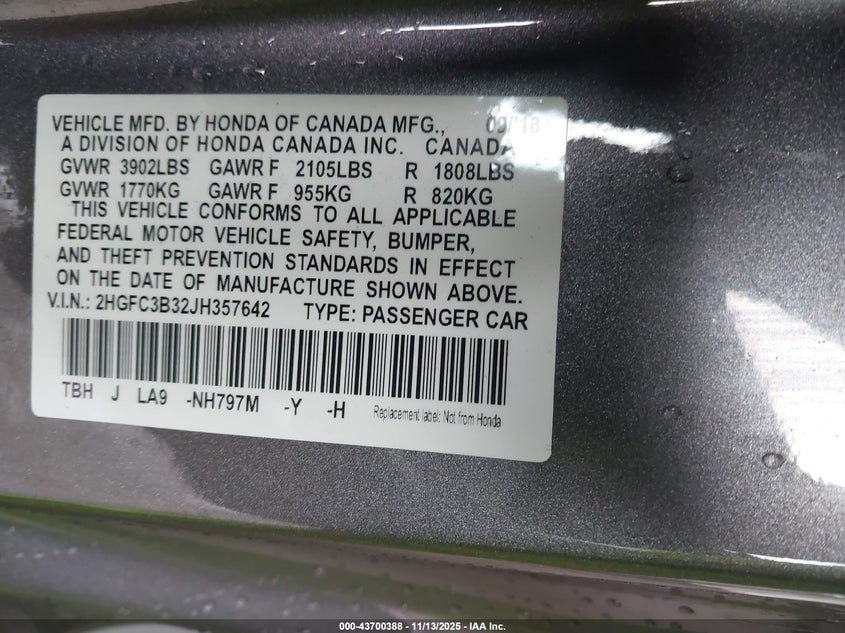 VEHICLE MFD. BY HONDA OF CANADA MFG., 09/18
A DIVISION OF HONDA CANADA INC. CANADA
GVWR 3902LBS GAWR F 2105LBS R 1808LBS
GVWR 1770KG GAWR F 955KG R 820KG
THIS VEHICLE CONFORMS TO ALL APPLICABLE
FEDERAL MOTOR VEHICLE SAFETY, BUMPER,
AND THEFT PREVENTION STANDARDS IN EFFECT
ON THE DATE OF MANUFACTURE SHOWN ABOVE.
V.I.N.: 2HGFC3B32JH357642 TYPE: PASSENGER CAR
TBH J LA9 -NH797M -Y -H Replacement label: Not from Honda
000-43700388 — 11/13/2025 — IAA Inc.